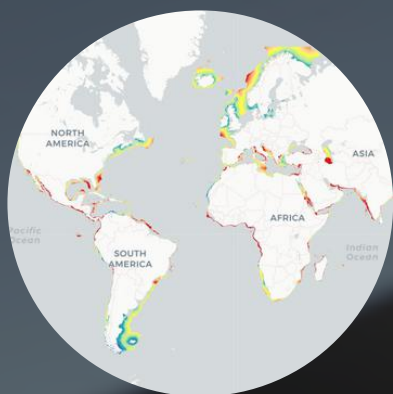 NORTH
AMERICA
ASIA
Pacific
Ocean
AFRICA
SOUTH
AMERICA
Indian
Ocean